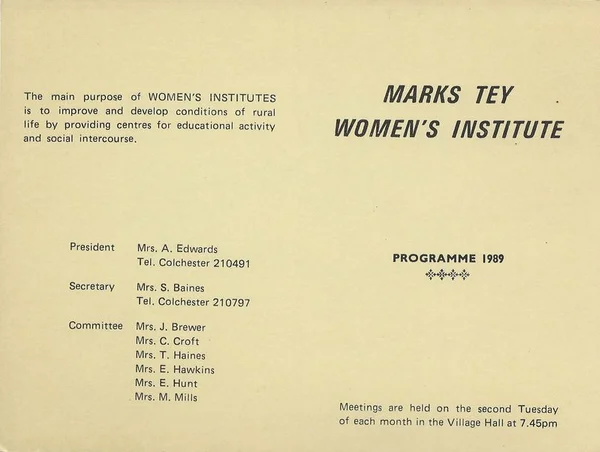 The main purpose of WOMEN'S INSTITUTES
is to improve and develop conditions of rural
life by providing centres for educational activity
and social intercourse.
President Mrs. A. Edwards
Tel. Colchester 210491
Secretary Mrs. S. Baines
Tel. Colchester 210797
Committee Mrs. J. Brewer
Mrs. C. Croft
Mrs. T. Haines
Mrs. E. Hawkins
Mrs. E. Hunt
Mrs. M. Mills
MARKS TEY
WOMEN'S INSTITUTE
PROGRAMME 1989
Meetings are held on the second Tuesday
of each month in the Village Hall at 7.45pm